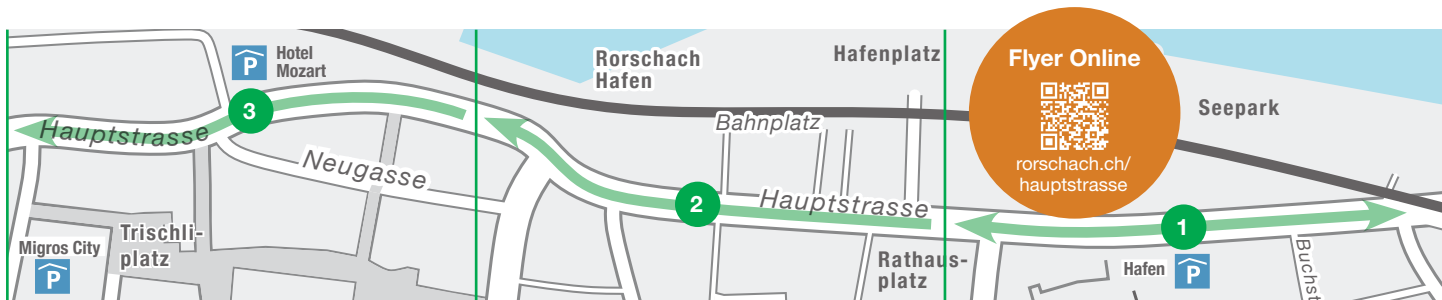 Hotel
Mozart
P
3
Hauptstrasse
Neugasse
Migros City
P
Trischli-
platz
Rorschach
Hafen
Hafenplatz
Bahnplatz
2
Hauptstrasse
Rathaus-
platz
Flyer Online
rorschach.ch/
hauptstrasse
Seepark
1
Hafen
P
Buchst